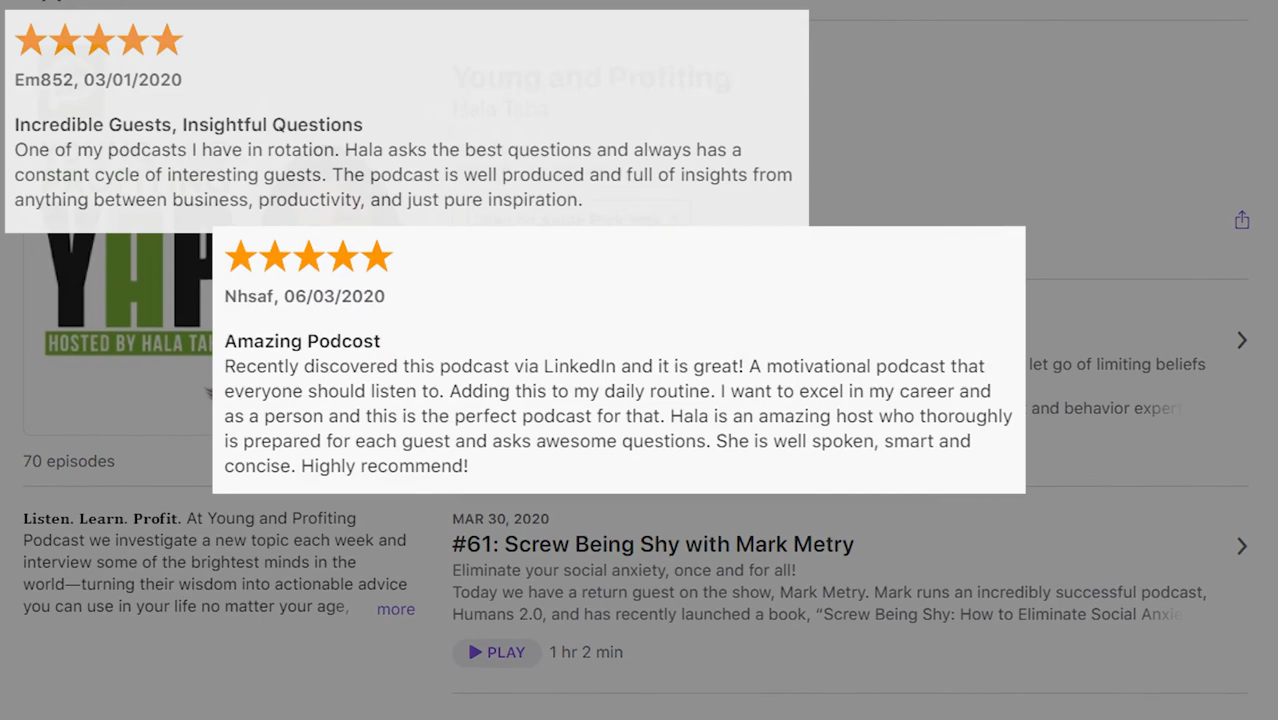 Em852, 03/01/2020
Young and Profiting
Hala Taha
Incredible Guests, Insightful Questions
One of my podcasts I have in rotation. Hala asks the best questions and always has a
constant cycle of interesting guests. The podcast is well produced and full of insights from
anything between business, productivity, and just pure inspiration.
YAP
HOSTED BY HALA TA
Nhsaf, 06/03/2020
Amazing Podcost
Recently discovered this podcast via LinkedIn and it is great! A motivational podcast that
everyone should listen to. Adding this to my daily routine. I want to excel in my career and
as a person and this is the perfect podcast for that. Hala is an amazing host who thoroughly
is prepared for each guest and asks awesome questions. She is well spoken, smart and
concise. Highly recommend!
let go of limiting beliefs
and behavior exper
70 episodes
Listen. Learn. Profit. At Young and Profiting
Podcast we investigate a new topic each week and
interview some of the brightest minds in the
world—turning their wisdom into actionable advice
you can use in your life no matter your age, more
MAR 30, 2020
#61: Screw Being Shy with Mark Metry
Eliminate your social anxiety, once and for all!
Today we have a return guest on the show, Mark Metry. Mark runs an incredibly successful podcast,
Humans 2.0, and has recently launched a book, “Screw Being Shy: How to Eliminate Social Anxie
PLAY 1 hr 2 min